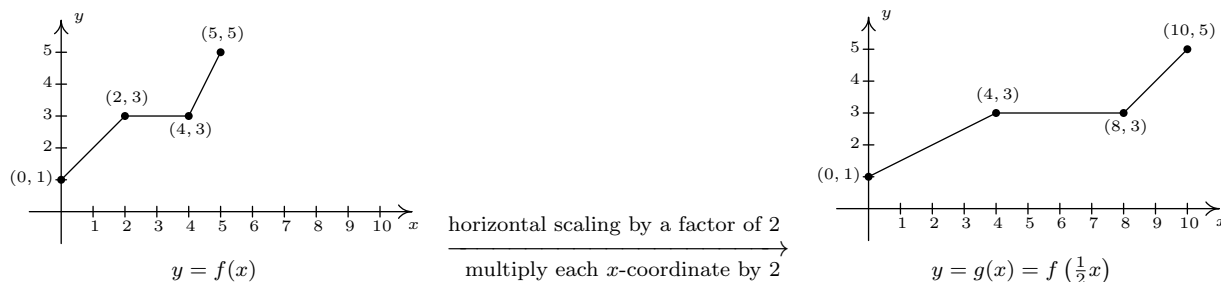 y
(5, 5)
5
4
(2, 3)
3
(4, 3)
2
(0, 1)
1 2 3 4 5 6 7 8 9 10 x
y = f(x)
horizontal scaling by a factor of 2
multiply each x-coordinate by 2
y
(10, 5)
5
4
(4, 3)
3
(8, 3)
2
(0, 1)
1 2 3 4 5 6 7 8 9 10 x
y = g(x) = f(½x)